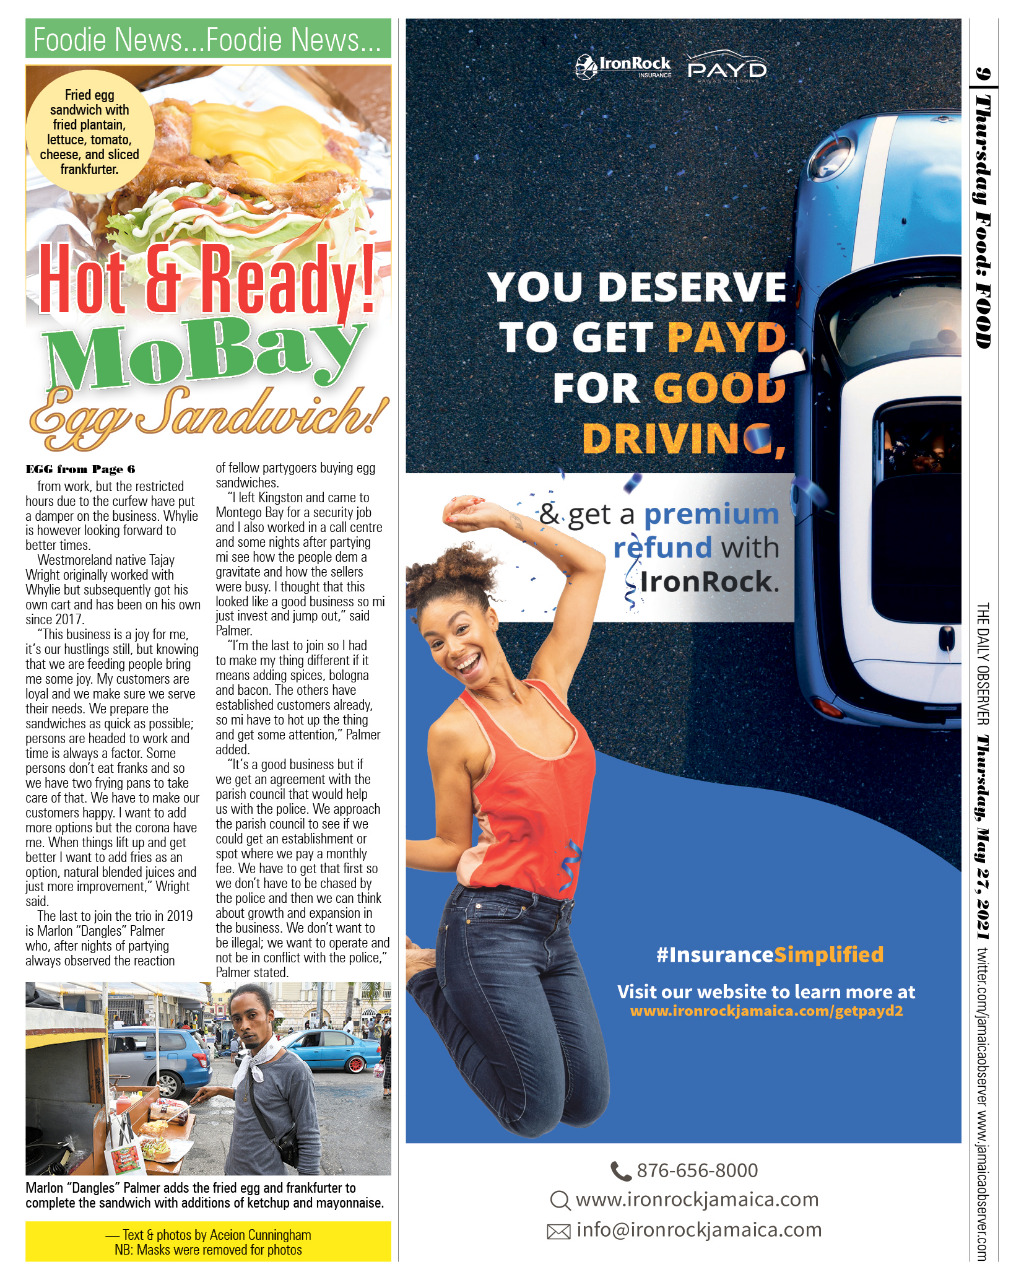 Foodie News...Foodie News...
Fried egg
sandwich with
fried plantain,
lettuce, tomato,
cheese, and sliced
frankfurter.
Hot & Ready!
MoBay
Egg Sandwich!
EGG from Page 6
from work, but the restricted
hours due to the curfew have put
a damper on the business. Whylie
is however looking forward to
better times.
Westmoreland native Tajay
Wright originally worked with
Whylie but subsequently got his
own cart and has been on his own
since 2017.
“This business is a joy for me,
it’s our hustlings still, but knowing
that we are feeding people bring
me some joy. My customers are
loyal and we make sure we serve
their needs. We prepare the
sandwiches as quick as possible;
persons are headed to work and
time is always a factor. Some
persons don’t eat franks and so
we have two frying pans to take
care of that. We have to make our
customers happy. I want to add
more options but the corona have
me. When things lift up and get
better I want to add fries as an
option, natural blended juices and
just more improvement,” Wright
said.
The last to join the trio in 2019
is Marlon “Dangles” Palmer
who, after nights of partying
always observed the reaction
of fellow partygoers buying egg
sandwiches.
“I left Kingston and came to
Montego Bay for a security job
and I also worked in a call centre
and some nights after partying
mi see how the people dem a
gravitate and how the sellers
were busy. I thought that this
looked like a good business so mi
just invest and jump out,” said
Palmer.
“I’m the last to join so I had
to make my thing different if it
means adding spices, bologna
and bacon. The others have
established customers already,
so mi have to hot up the thing
and get some attention,” Palmer
added.
“It’s a good business but if
we get an agreement with the
parish council that would help
us with the police. We approach
the parish council to see if we
could get an establishment or
spot where we pay a monthly
fee. We have to get that first so
we don’t have to be chased by
the police and then we can think
about growth and expansion in
the business. We don’t want to
be illegal; we want to operate and
not be in conflict with the police,”
Palmer stated.
Marlon “Dangles” Palmer adds the fried egg and frankfurter to
complete the sandwich with additions of ketchup and mayonnaise.
— Text & photos by Aceion Cunningham
NB: Masks were removed for photos
IronRock
INSURANCE
PAYD
YOU DESERVE
TO GET PAYD
FOR GOOD
DRIVING,
& get a premium
refund with
IronRock.
#InsuranceSimplified
Visit our website to learn more at
www.ironrockjamaica.com/getpayd2
876-656-8000
www.ironrockjamaica.com
info@ironrockjamaica.com
9 Thursday Food: FOOD
THE DAILY OBSERVER Thursday, May 27, 2021 twitter.com/jamaicaobserver www.jamaicaobserver.com